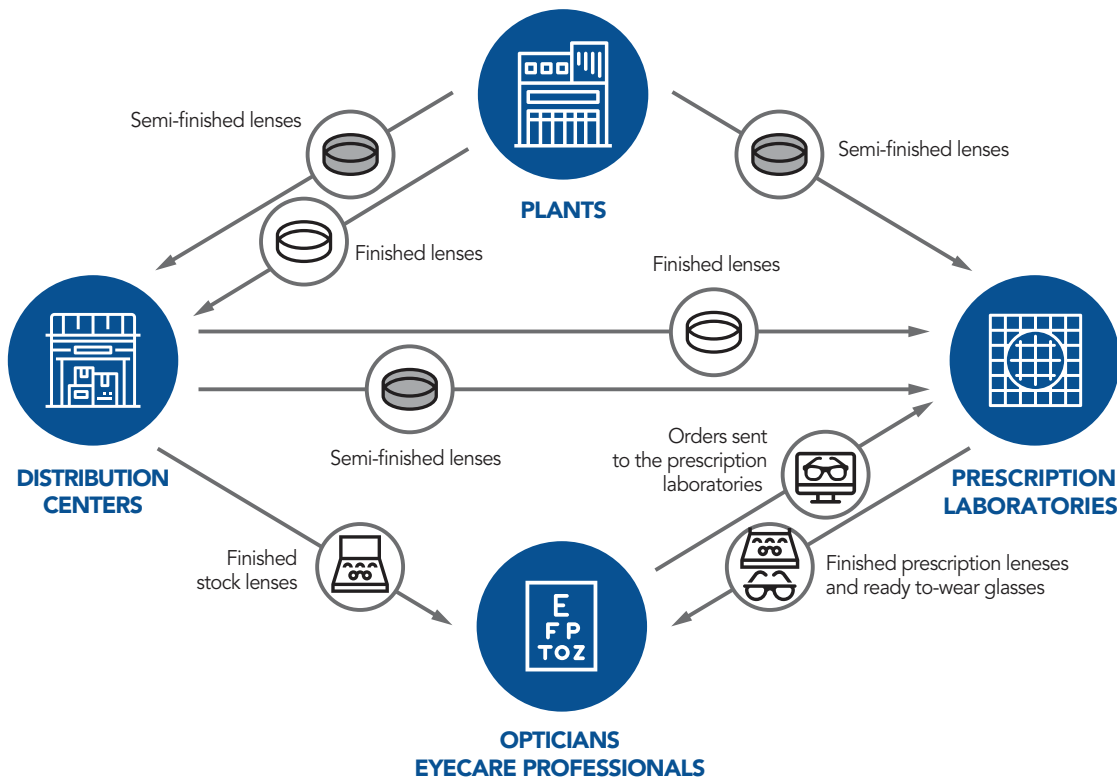 Semi-finished lenses
Semi-finished lenses
PLANTS
Finished lenses
Finished lenses
Semi-finished lenses
Orders sent
to the prescription
laboratories
DISTRIBUTION
CENTERS
PRESCRIPTION
LABORATORIES
Finished
stock lenses
Finished prescription leneses
and ready to-wear glasses
E
F P
TOZ
OPTICIANS
EYECARE PROFESSIONALS